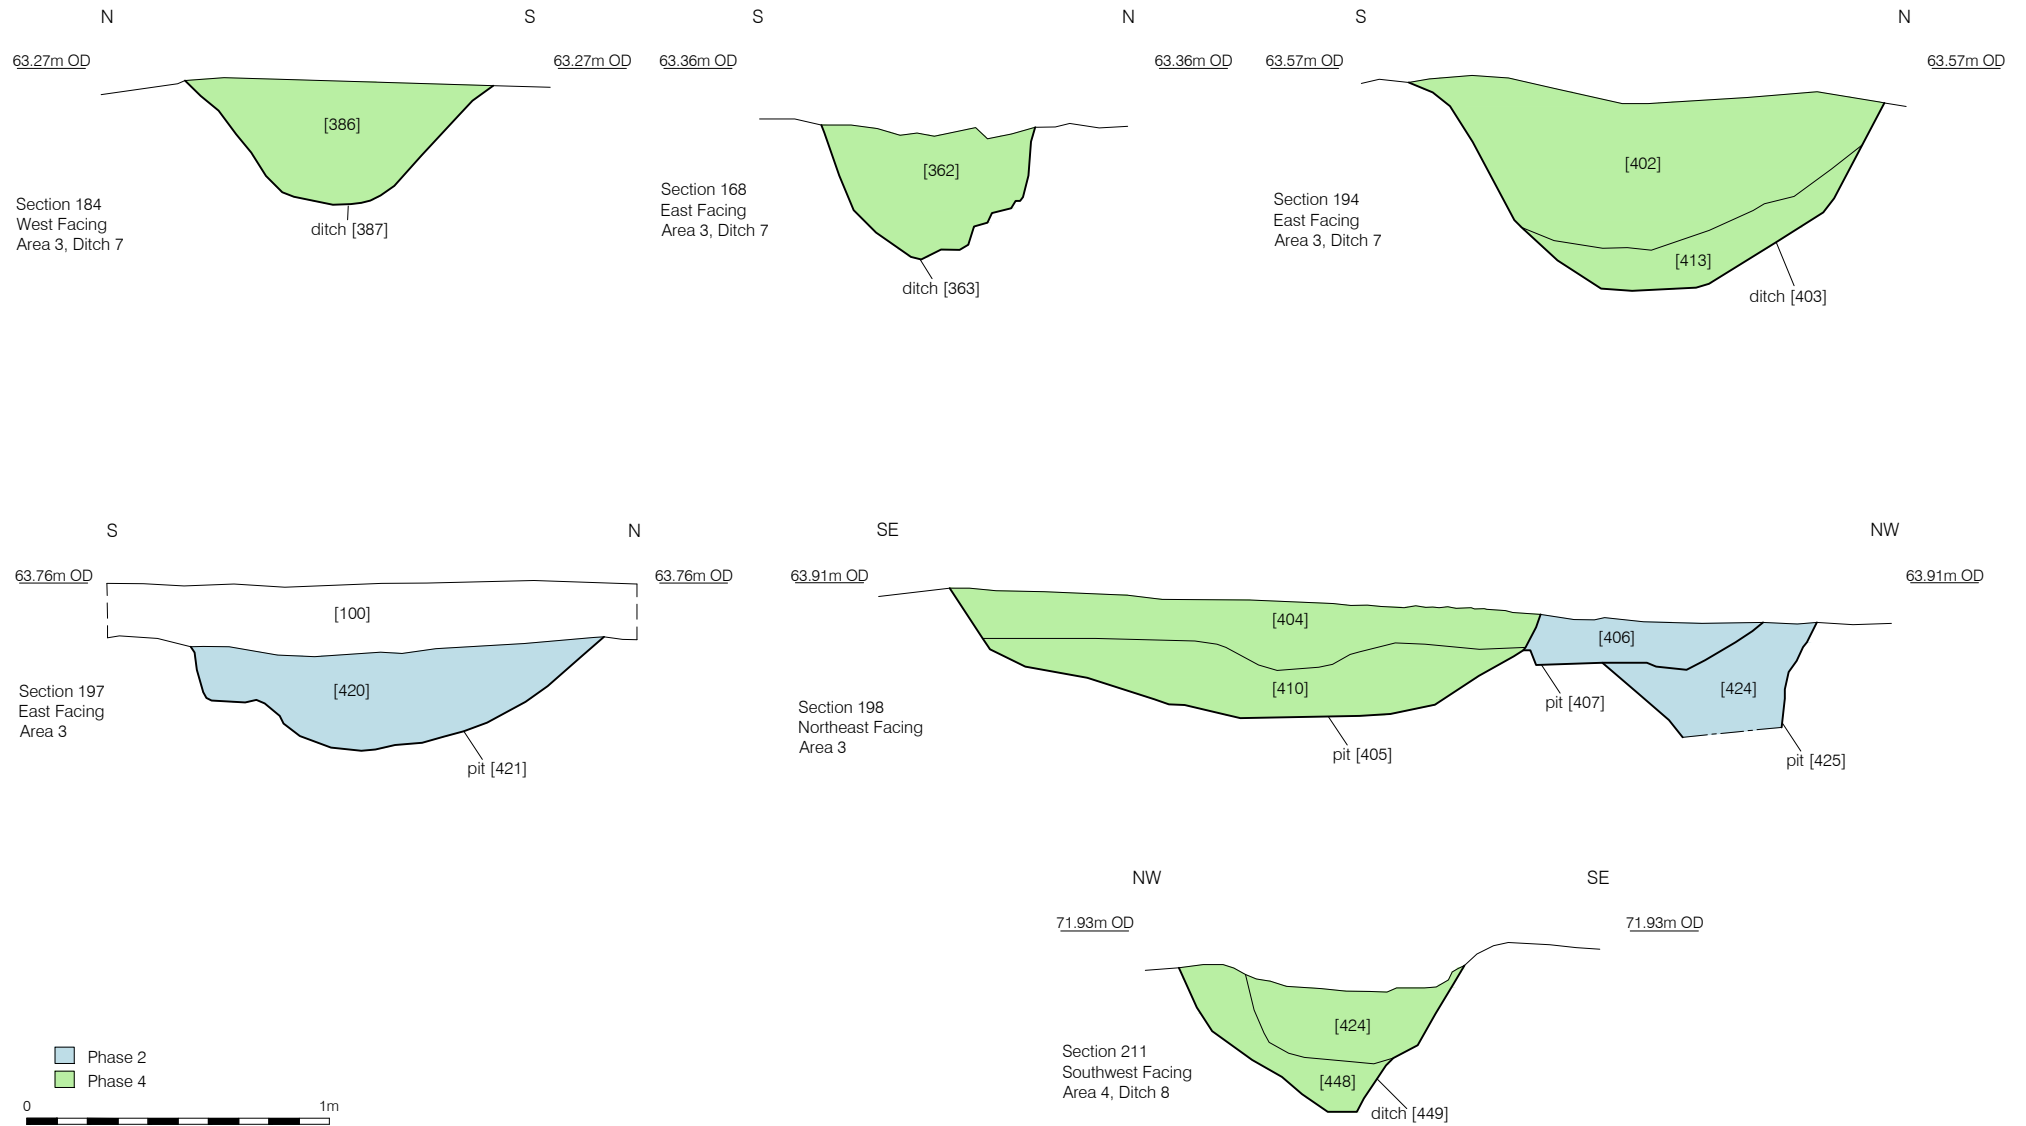 N
S
63.27m OD
63.27m OD
[386]
Section 184
West Facing
Area 3, Ditch 7
ditch [387]
S
N
63.36m OD
63.36m OD
[362]
Section 168
East Facing
Area 3, Ditch 7
ditch [363]
S
N
63.57m OD
63.57m OD
[402]
Section 194
East Facing
Area 3, Ditch 7
[413]
ditch [403]
S
N
63.76m OD
63.76m OD
[100]
[420]
Section 197
East Facing
Area 3
pit [421]
SE
NW
63.91m OD
63.91m OD
[404]
[406]
[410]
[424]
pit [407]
Section 198
Northeast Facing
Area 3
pit [405]
pit [425]
NW
SE
71.93m OD
71.93m OD
[424]
Section 211
Southwest Facing
Area 4, Ditch 8
[448]
ditch [449]
Phase 2
Phase 4
0
1m